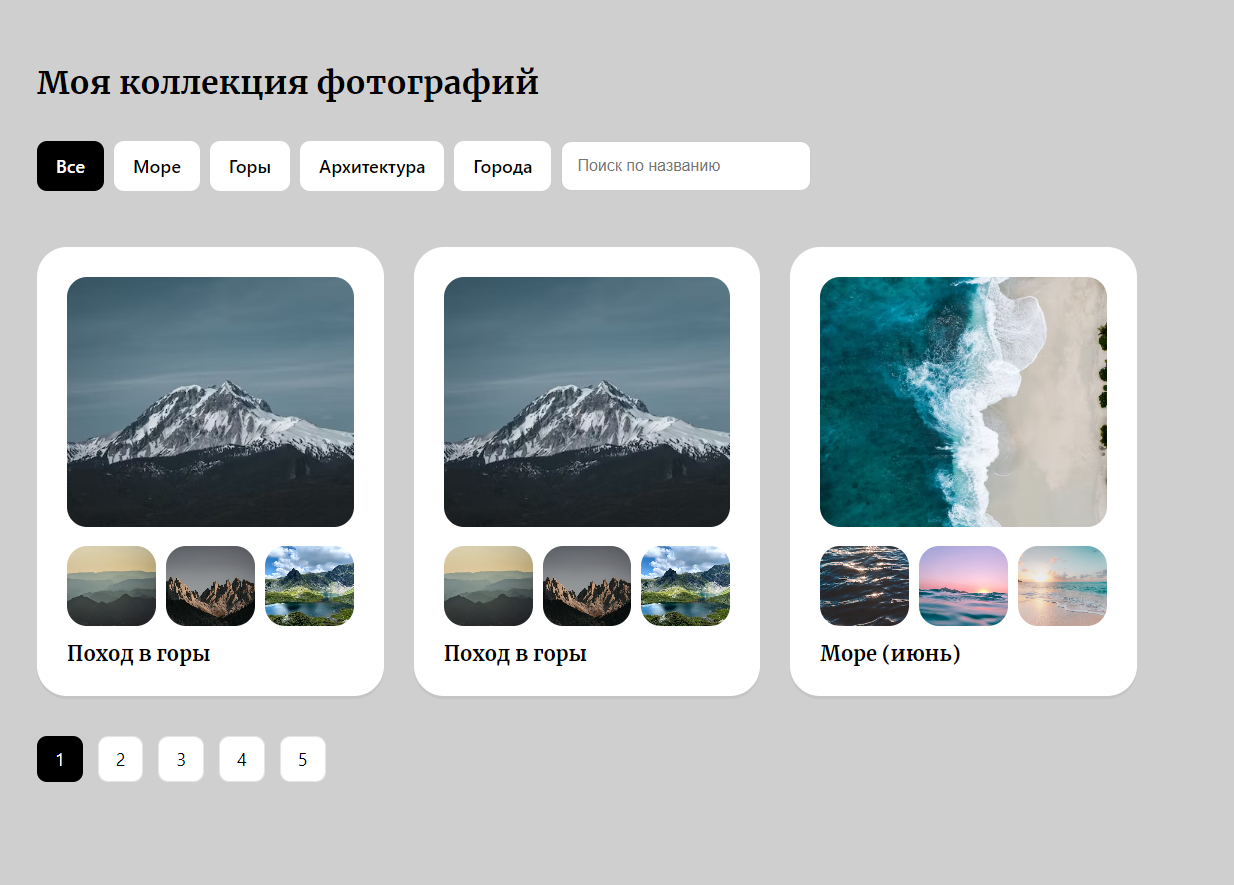 Моя коллекция фотографий
Все Море Горы Архитектура Города Поиск по названию
Поход в горы Поход в горы Море (июнь)
1 2 3 4 5